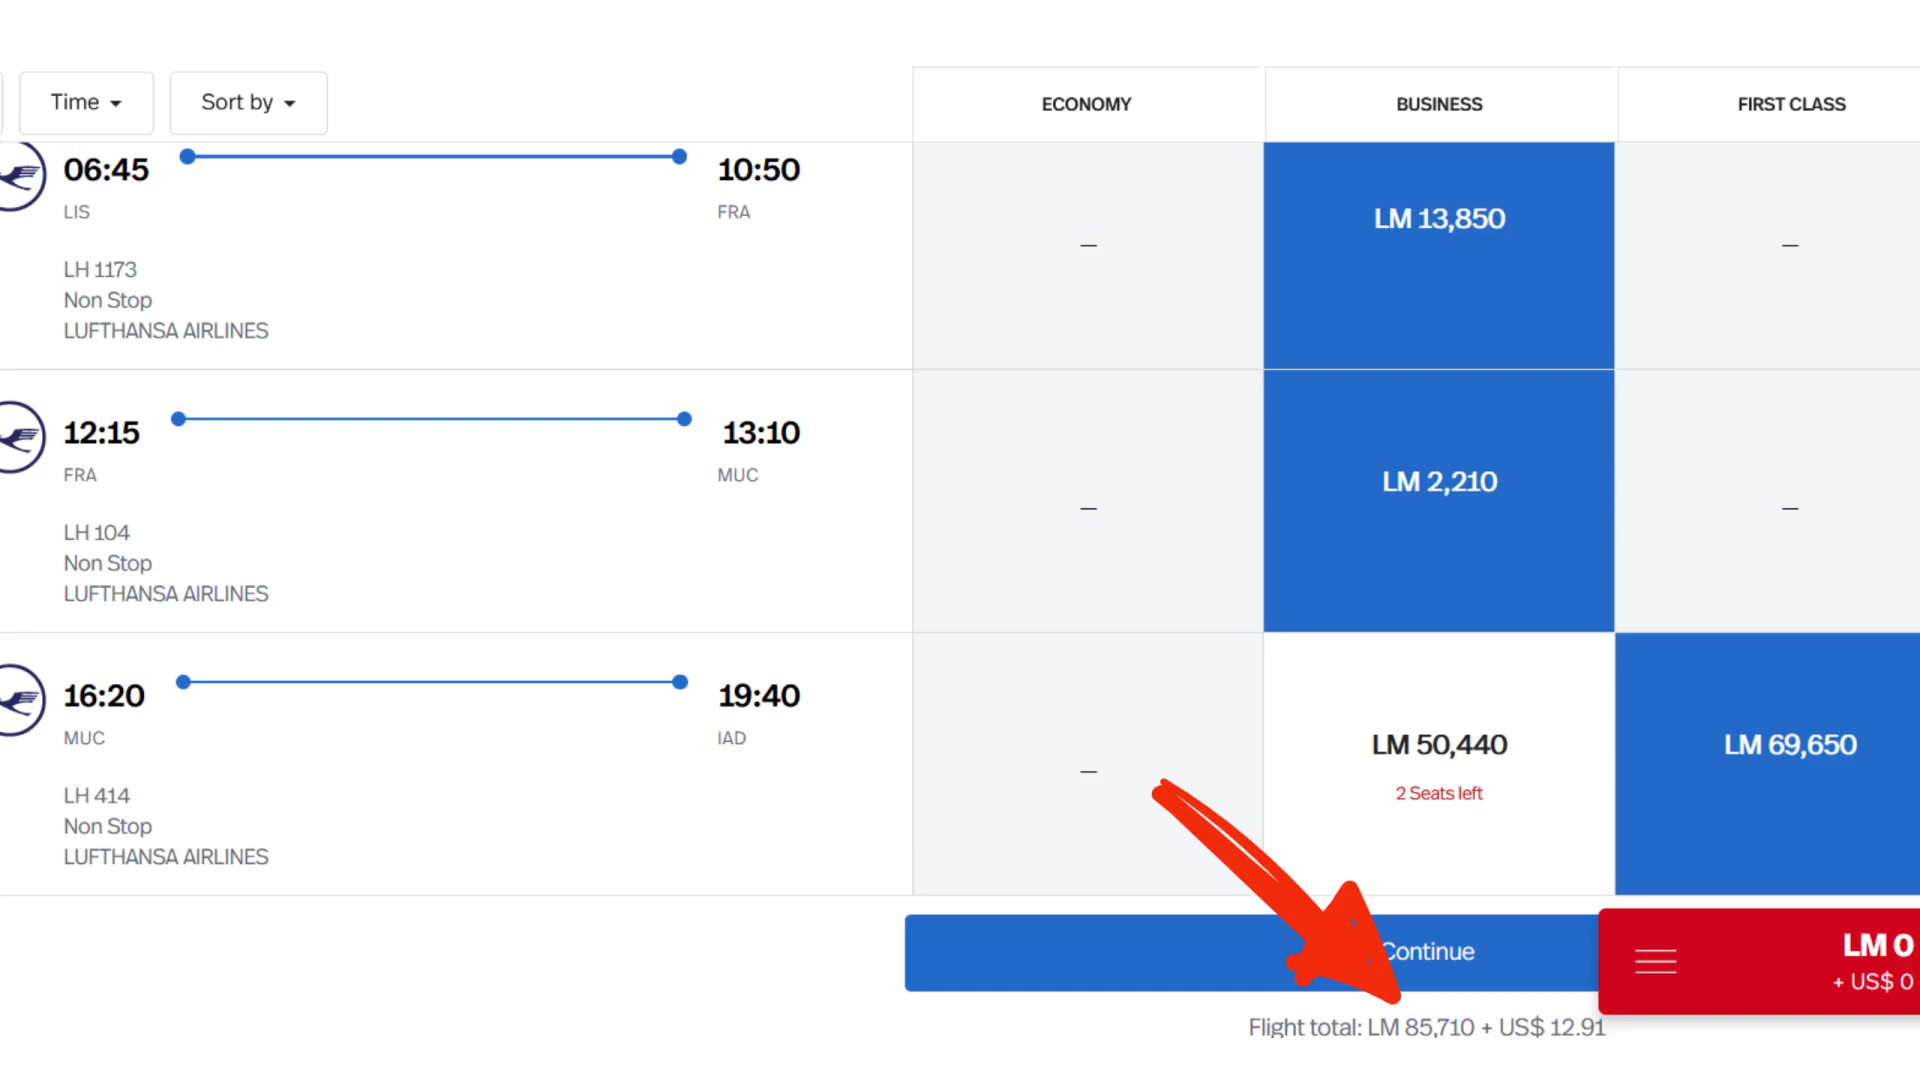 Time
Sort by
ECONOMY
BUSINESS
FIRST CLASS
06:45
10:50
LIS
FRA
LH 1173
Non Stop
LUFTHANSA AIRLINES
–
LM 13,850
–
12:15
13:10
FRA
MUC
LH 104
Non Stop
LUFTHANSA AIRLINES
–
LM 2,210
–
16:20
19:40
MUC
IAD
LH 414
Non Stop
LUFTHANSA AIRLINES
–
LM 50,440
2 Seats left
LM 69,650
Continue
LM 0
+ US$ 0
Flight total: LM 85,710 + US$ 12.91